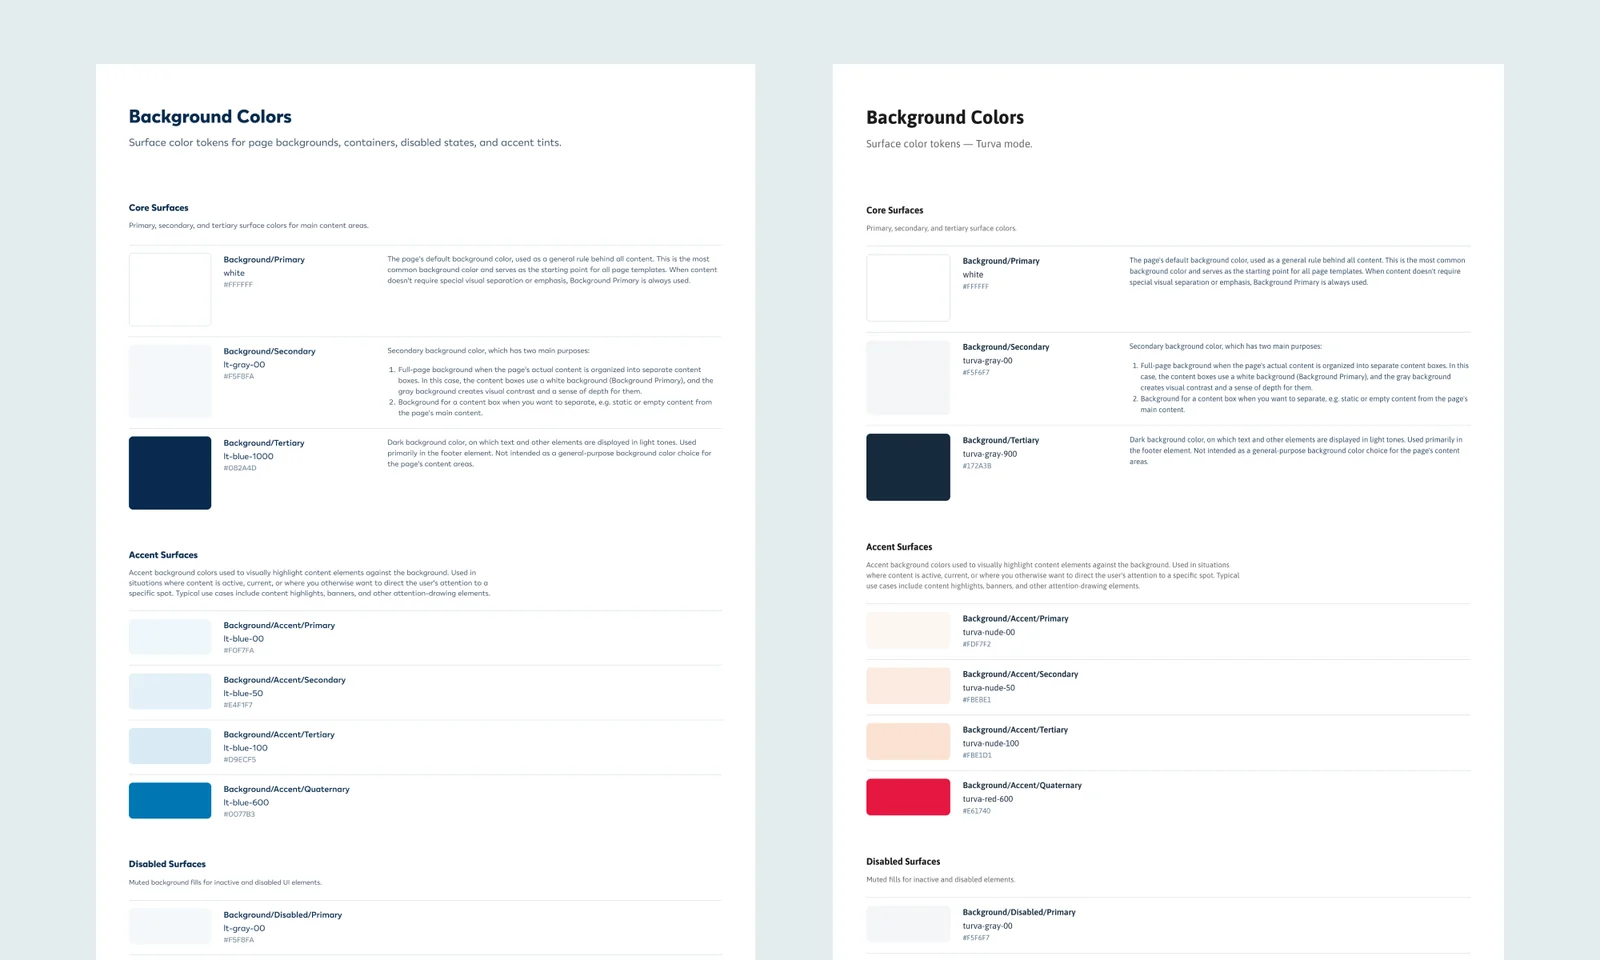 Background Colors
Surface color tokens for page backgrounds, containers, disabled states, and accent tints.
Core Surfaces
Primary, secondary, and tertiary surface colors for main content areas.
Background/Primary
white
#FFFFFF
The page's default background color, used as a general rule behind all content. This is the most
common background color and serves as the starting point for all page templates. When content
doesn't require special visual separation or emphasis, Background Primary is always used.
Background/Secondary
lt-gray-00
#F5F8FA
Secondary background color, which has two main purposes:
1. Full-page background when the page's actual content is organized into separate content
boxes. In this case, the content boxes use a white background (Background Primary), and the
gray background creates visual contrast and a sense of depth for them.
2. Background for a content box when you want to separate, e.g. static or empty content from
the page's main content.
Background/Tertiary
lt-blue-1000
#082A4D
Dark background color, on which text and other elements are displayed in light tones. Used
primarily in the footer element. Not intended as a general-purpose background color choice for
the page's content areas.
Accent Surfaces
Accent background colors used to visually highlight content elements against the background. Used in
situations where content is active, current, or where you otherwise want to direct the user's attention to a
specific spot. Typical use cases include content highlights, banners, and other attention-drawing elements.
Background/Accent/Primary
lt-blue-00
#F0F7FA
Background/Accent/Secondary
lt-blue-50
#E4F1F7
Background/Accent/Tertiary
lt-blue-100
#D9ECF5
Background/Accent/Quaternary
lt-blue-600
#0077B3
Disabled Surfaces
Muted background fills for inactive and disabled UI elements.
Background/Disabled/Primary
lt-gray-00
#F5F8FA
Background Colors
Surface color tokens — Turva mode.
Core Surfaces
Primary, secondary, and tertiary surface colors.
Background/Primary
white
#FFFFFF
The page's default background color, used as a general rule behind all content. This is the most common
background color and serves as the starting point for all page templates. When content doesn't require
special visual separation or emphasis, Background Primary is always used.
Background/Secondary
turva-gray-00
#F5F6F7
Secondary background color, which has two main purposes:
1. Full-page background when the page's actual content is organized into separate content boxes. In this
case, the content boxes use a white background (Background Primary), and the gray background
creates visual contrast and a sense of depth for them.
2. Background for a content box when you want to separate, e.g. static or empty content from the page's
main content.
Background/Tertiary
turva-gray-900
#172A3B
Dark background color, on which text and other elements are displayed in light tones. Used primarily in
the footer element. Not intended as a general-purpose background color choice for the page's content
areas.
Accent Surfaces
Accent background colors used to visually highlight content elements against the background. Used in situations
where content is active, current, or where you otherwise want to direct the user's attention to a specific spot. Typical
use cases include content highlights, banners, and other attention-drawing elements.
Background/Accent/Primary
turva-nude-00
#FDF7F2
Background/Accent/Secondary
turva-nude-50
#FBEBE1
Background/Accent/Tertiary
turva-nude-100
#FBE1D1
Background/Accent/Quaternary
turva-red-600
#E61740
Disabled Surfaces
Muted fills for inactive and disabled elements.
Background/Disabled/Primary
turva-gray-00
#F5F6F7